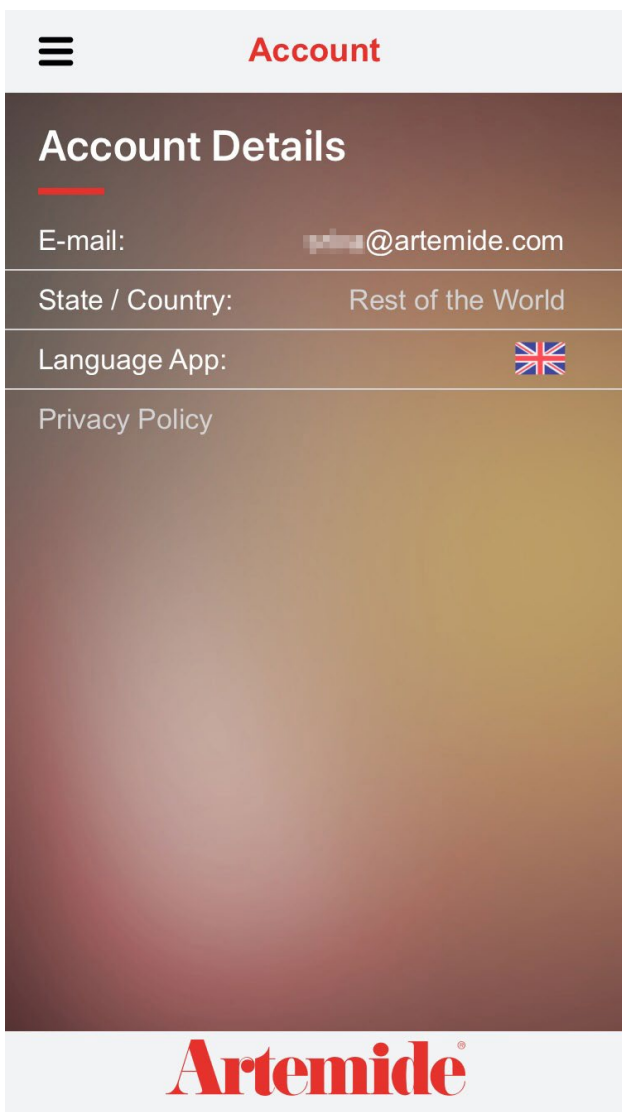 Account
Account Details
E-mail: @artemide.com
State / Country: Rest of the World
Language App:
Privacy Policy
Artemide®